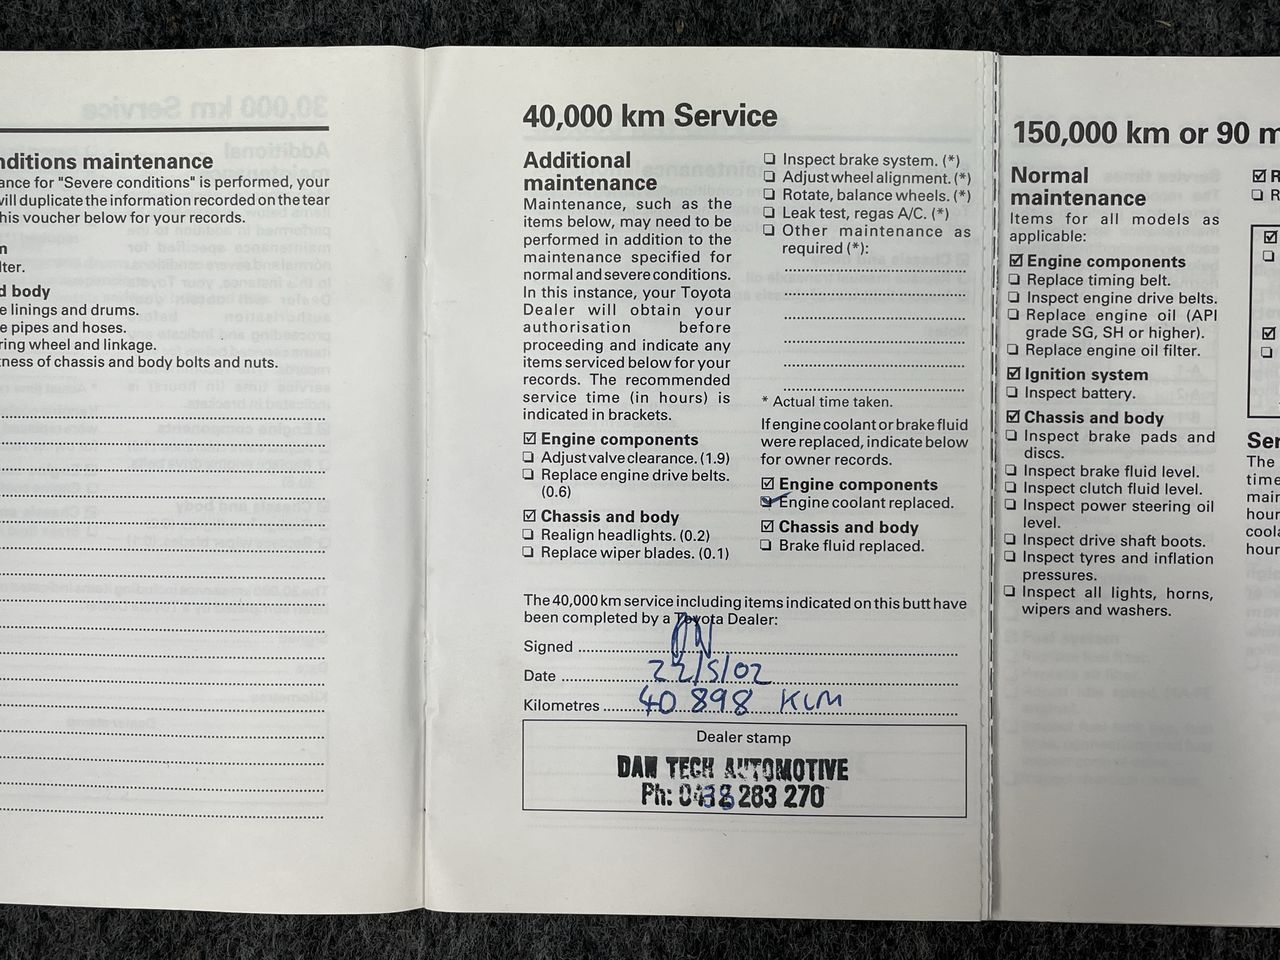 nditions maintenance
ance for "Severe conditions" is performed, your
will duplicate the information recorded on the tear
his voucher below for your records.
m
lter.
d body
e linings and drums.
e pipes and hoses.
ring wheel and linkage.
tness of chassis and body bolts and nuts.
40,000 km Service
Additional
maintenance
Maintenance, such as the
items below, may need to be
performed in addition to the
maintenance specified for
normal and severe conditions.
In this instance, your Toyota
Dealer will obtain your
authorisation before
proceeding and indicate any
items serviced below for your
records. The recommended
service time (in hours) is
indicated in brackets.
☑ Engine components
❏ Adjust valve clearance. (1.9)
❏ Replace engine drive belts.
(0.6)
☑ Chassis and body
❏ Realign headlights. (0.2)
❏ Replace wiper blades. (0.1)
❏ Inspect brake system. (*)
❏ Adjust wheel alignment. (*)
❏ Rotate, balance wheels. (*)
❏ Leak test, regas A/C. (*)
❏ Other maintenance as
required (*):
* Actual time taken.
If engine coolant or brake fluid
were replaced, indicate below
for owner records.
☑ Engine components
☑ Engine coolant replaced.
☑ Chassis and body
❏ Brake fluid replaced.
The 40,000 km service including items indicated on this butt have
been completed by a Toyota Dealer:
Signed
Date 22/5/02
Kilometres 40 898 KLM
Dealer stamp
DAN TECH AUTOMOTIVE
Ph: 283 270
150,000 km or 90 m
Normal
maintenance
Items for all models as
applicable:
☑ Engine components
❏ Replace timing belt.
❏ Inspect engine drive belts.
❏ Replace engine oil (API
grade SG, SH or higher).
❏ Replace engine oil filter.
☑ Ignition system
❏ Inspect battery.
☑ Chassis and body
❏ Inspect brake pads and
discs.
❏ Inspect brake fluid level.
❏ Inspect clutch fluid level.
❏ Inspect power steering oil
level.
❏ Inspect drive shaft boots.
❏ Inspect tyres and inflation
pressures.
❏ Inspect all lights, horns,
wipers and washers.
☑ R
❏ R
Ser
The
time
main
hour
coola
hour